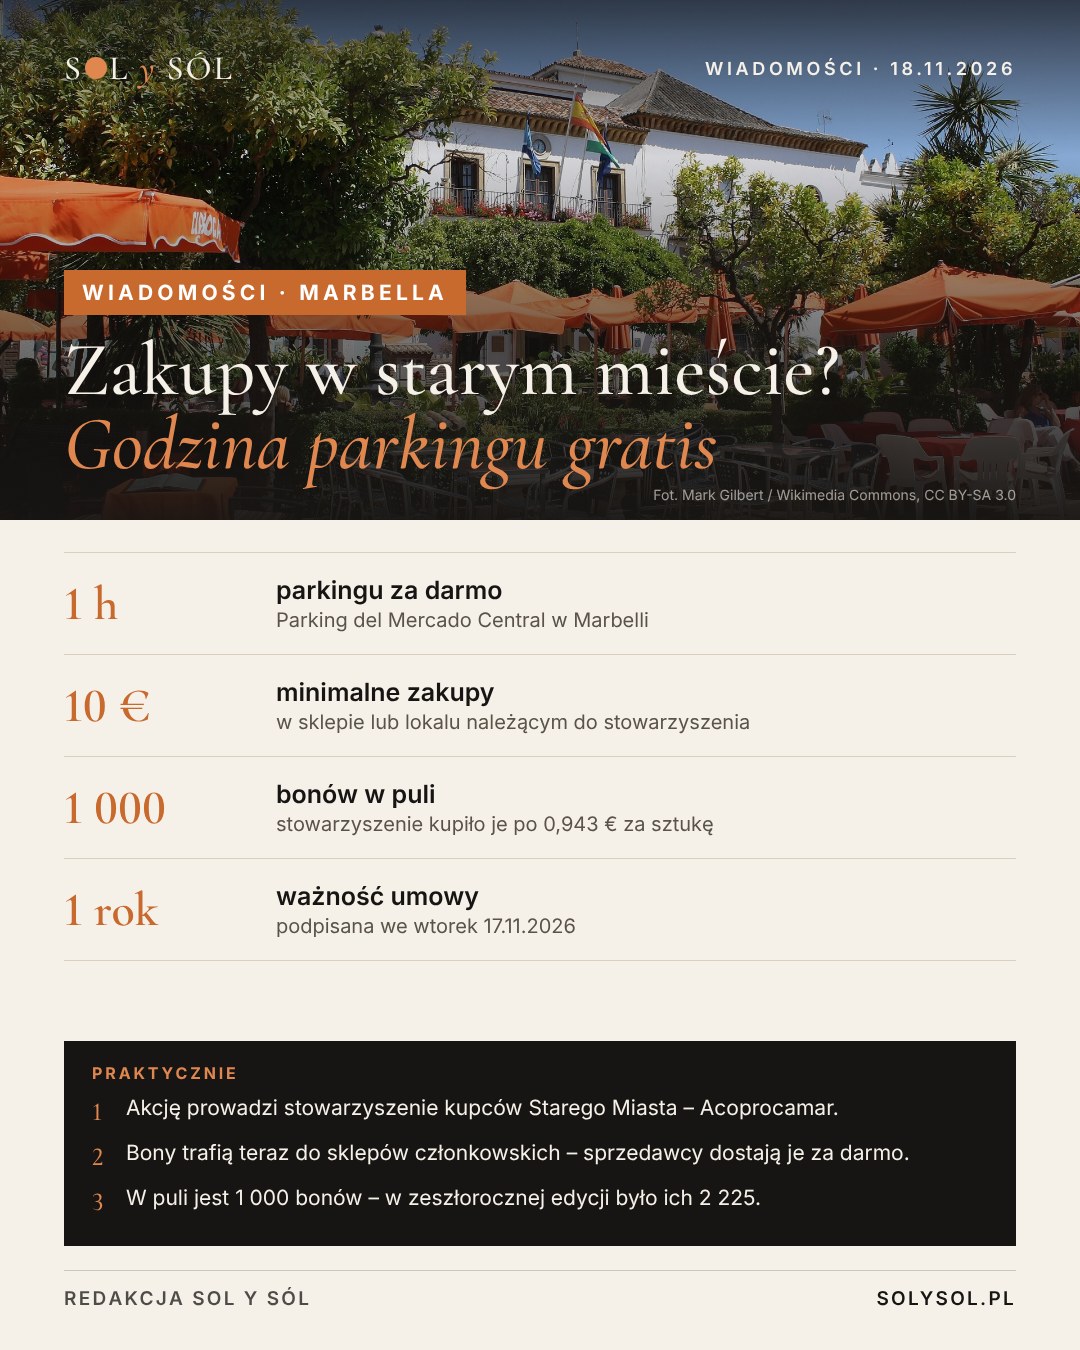 SOL y SÓL
WIADOMOŚCI · 18.11.2026
WIADOMOŚCI · MARBELLA
Zakupy w starym mieście?
Godzina parkingu gratis
Fot. Mark Gilbert / Wikimedia Commons, CC BY-SA 3.0
1 h
parkingu za darmo
Parking del Mercado Central w Marbelli
10 €
minimalne zakupy
w sklepie lub lokalu należącym do stowarzyszenia
1 000
bonów w puli
stowarzyszenie kupiło je po 0,943 € za sztukę
1 rok
ważność umowy
podpisana we wtorek 17.11.2026
PRAKTYCZNIE
1 Akcję prowadzi stowarzyszenie kupców Starego Miasta – Acoprocamar.
2 Bony trafią teraz do sklepów członkowskich – sprzedawcy dostają je za darmo.
3 W puli jest 1 000 bonów – w zeszłorocznej edycji było ich 2 225.
REDAKCJA SOL Y SÓL
SOLYSOL.PL